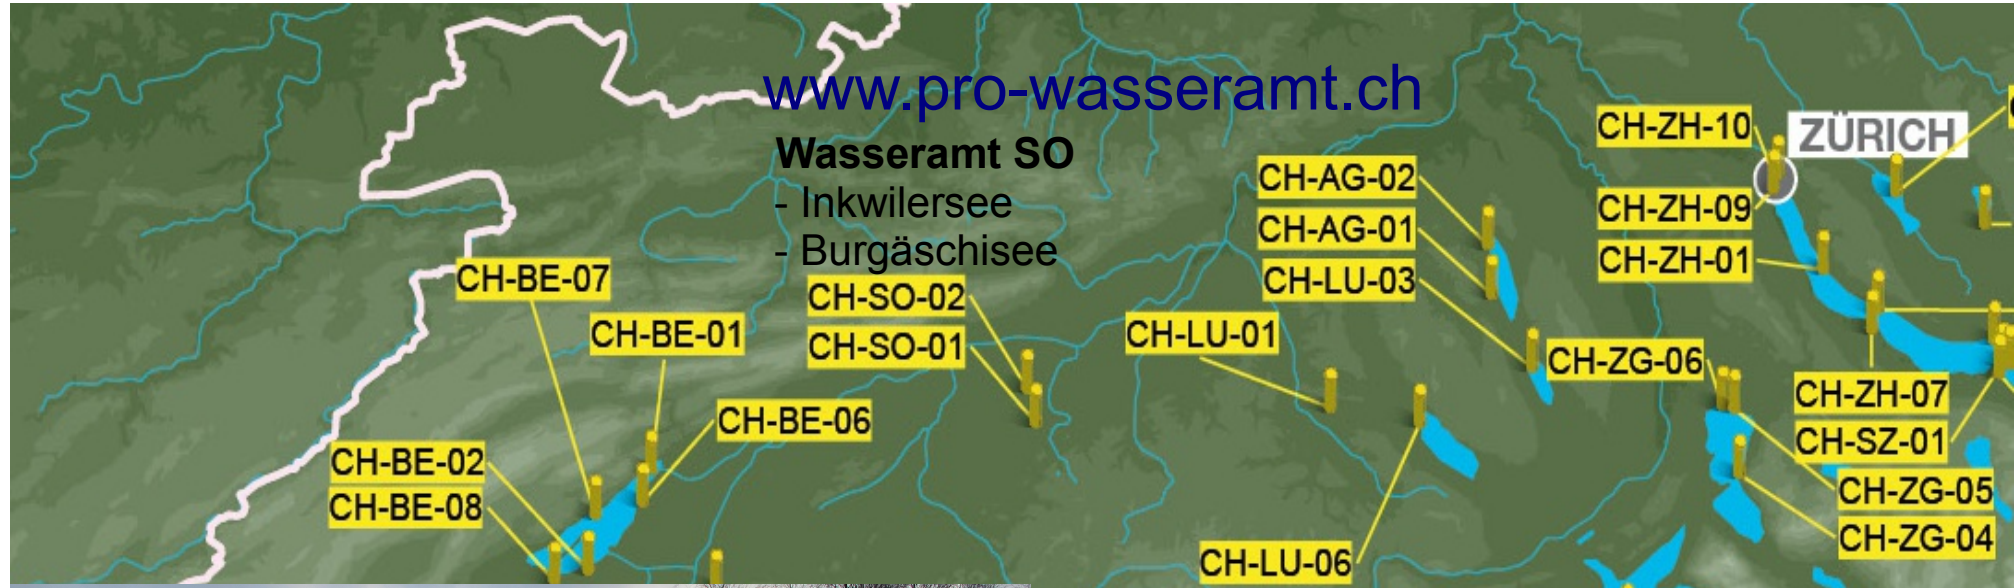 www.pro-wasseramt.ch
Wasseramt SO
- Inkwilersee
- Burgäschisee
CH-ZH-10
ZÜRICH
CH-AG-02
CH-ZH-09
CH-AG-01
CH-ZH-01
CH-LU-03
CH-BE-07
CH-SO-02
CH-BE-01
CH-SO-01
CH-LU-01
CH-ZG-06
CH-ZH-07
CH-BE-06
CH-SZ-01
CH-BE-02
CH-ZG-05
CH-BE-08
CH-ZG-04
CH-LU-06